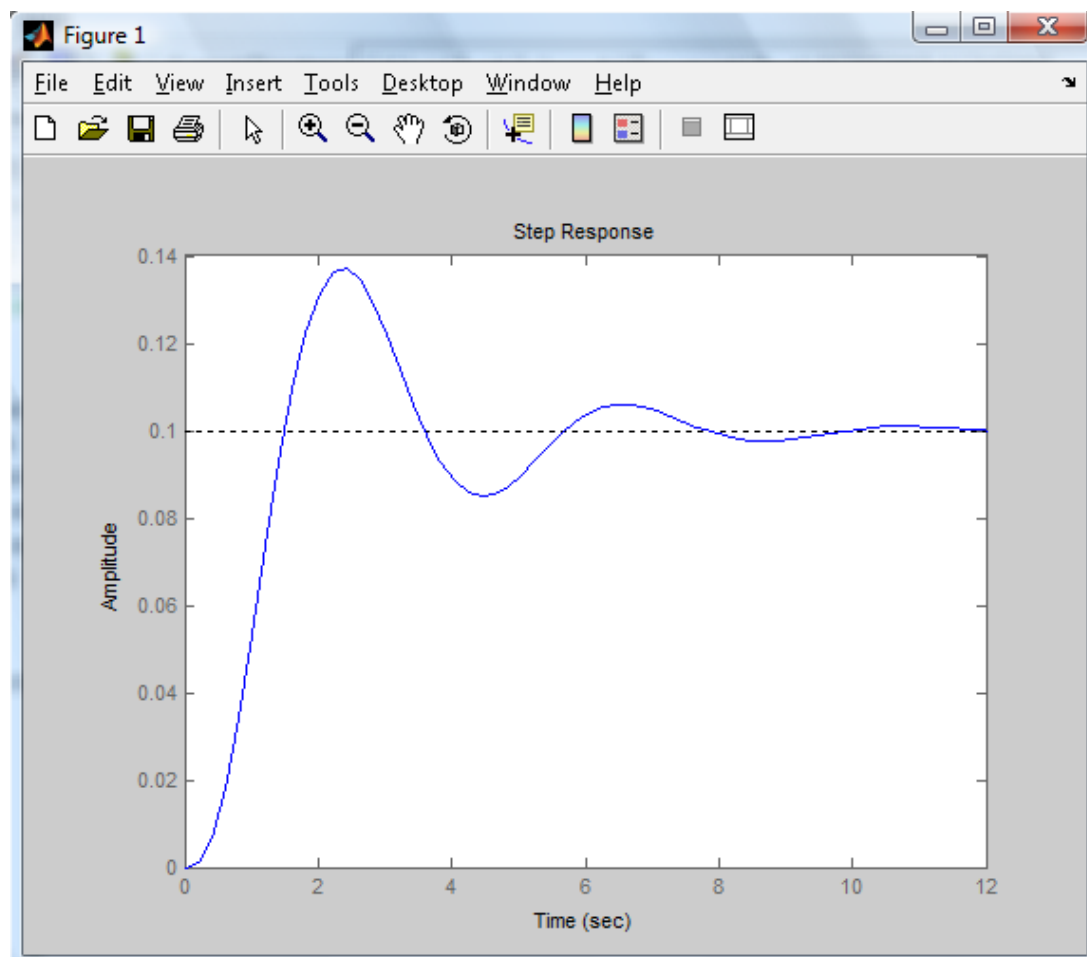 Figure 1
File Edit View Insert Tools Desktop Window Help
Step Response
0.14
0.12
0.1
0.08
0.06
0.04
0.02
0
Amplitude
0 2 4 6 8 10 12
Time (sec)